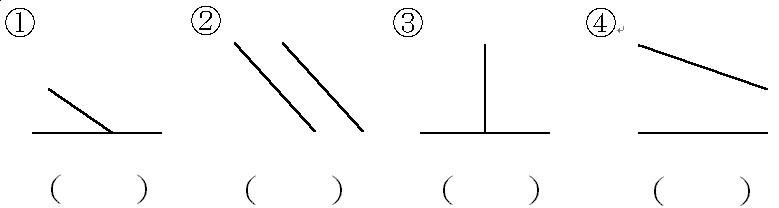 ① ② ③ ④
( ) ( ) ( ) ( )